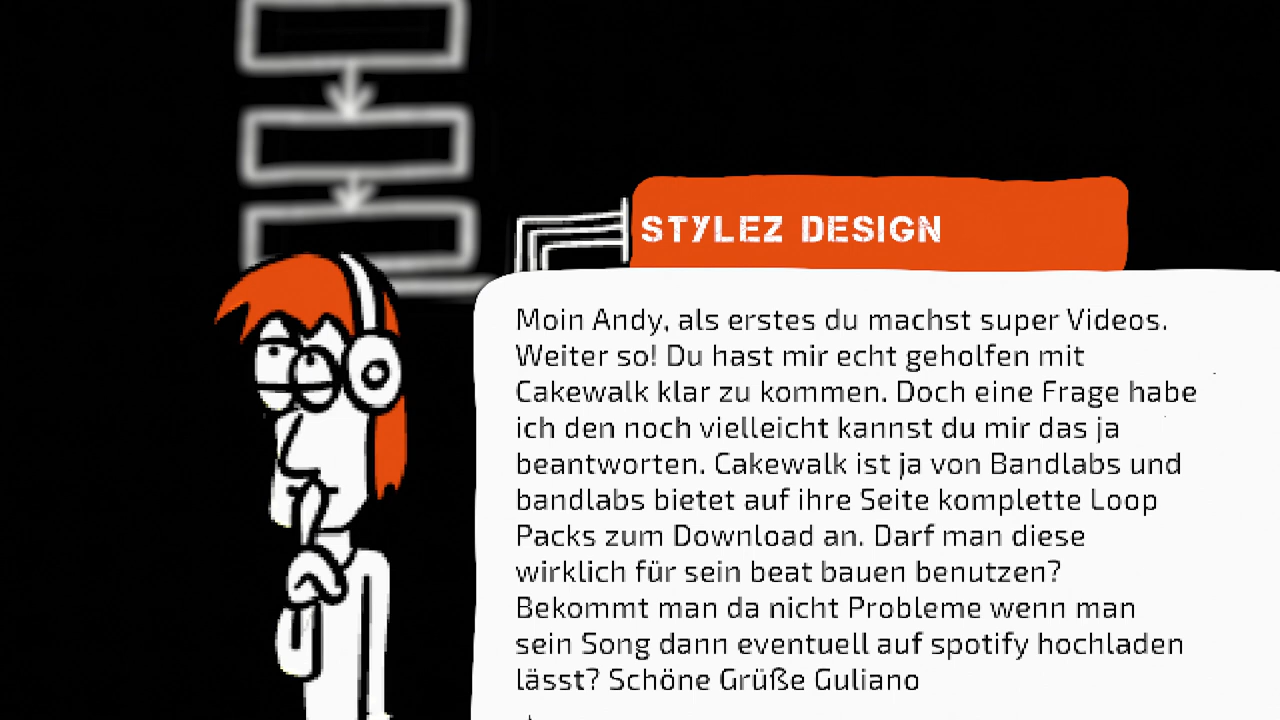 STYLEZ DESIGN
Moin Andy, als erstes du machst super Videos.
Weiter so! Du hast mir echt geholfen mit
Cakewalk klar zu kommen. Doch eine Frage habe
ich den noch vielleicht kannst du mir das ja
beantworten. Cakewalk ist ja von Bandlabs und
bandlabs bietet auf ihre Seite komplette Loop
Packs zum Download an. Darf man diese
wirklich für sein beat bauen benutzen?
Bekommt man da nicht Probleme wenn man
sein Song dann eventuell auf spotify hochladen
lässt? Schöne Grüße Guliano